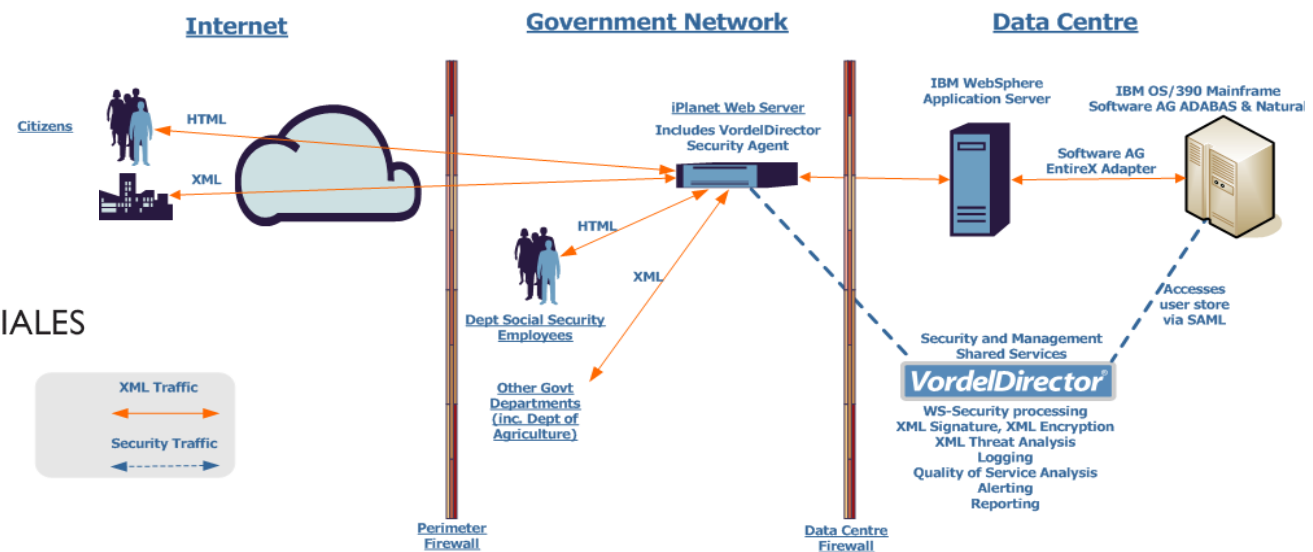 Internet
Government Network
Data Centre
Citizens
HTML
XML
iPlanet Web Server
Includes VordelDirector
Security Agent
IBM WebSphere
Application Server
IBM OS/390 Mainframe
Software AG ADABAS & Natural
Software AG
EntireX Adapter
HTML
XML
Dept Social Security
Employees
Other Govt
Departments
(inc. Dept of
Agriculture)
Accesses
user store
via SAML
Security and Management
Shared Services
VordelDirector®
WS-Security processing
XML Signature, XML Encryption
XML Threat Analysis
Logging
Quality of Service Analysis
Alerting
Reporting
IALES
XML Traffic
Security Traffic
Perimeter
Firewall
Data Centre
Firewall